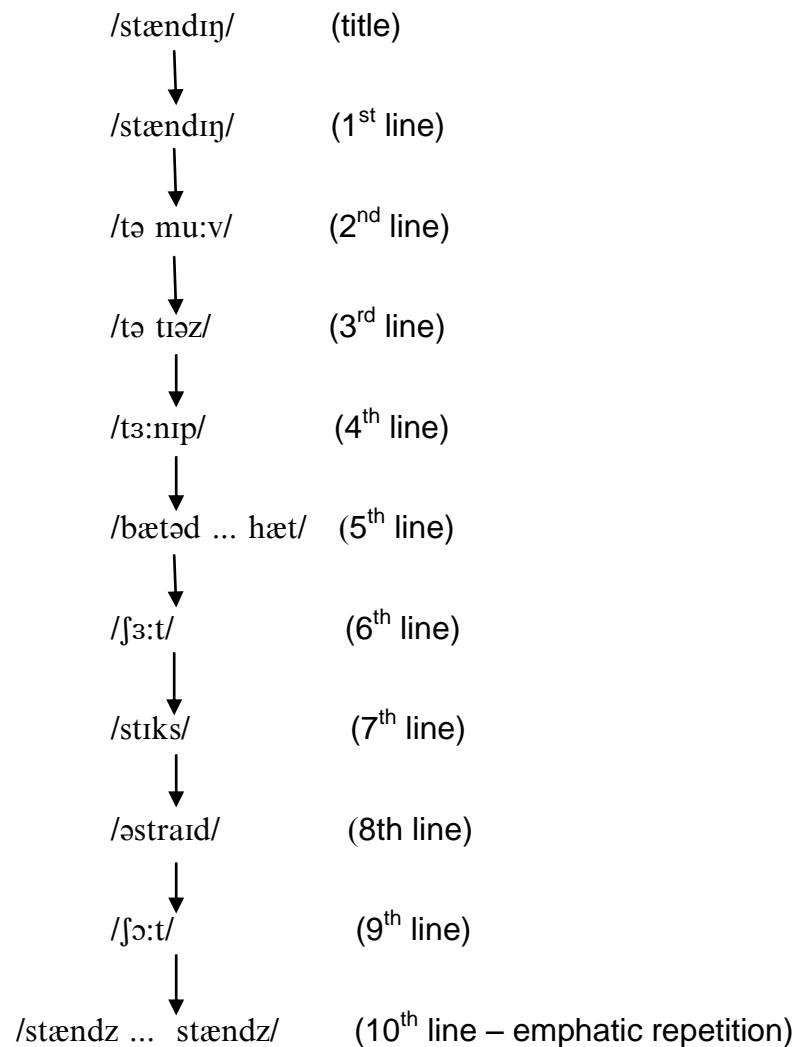 /stændɪŋ/ (title)
/stændɪŋ/ (1st line)
/tə mu:v/ (2nd line)
/tə tɪəz/ (3rd line)
/tɜ:nɪp/ (4th line)
/bætəd ... hæt/ (5th line)
/ʃɜ:t/ (6th line)
/stɪks/ (7th line)
/əstraɪd/ (8th line)
/ʃɔ:t/ (9th line)
/stændz ... stændz/ (10th line – emphatic repetition)